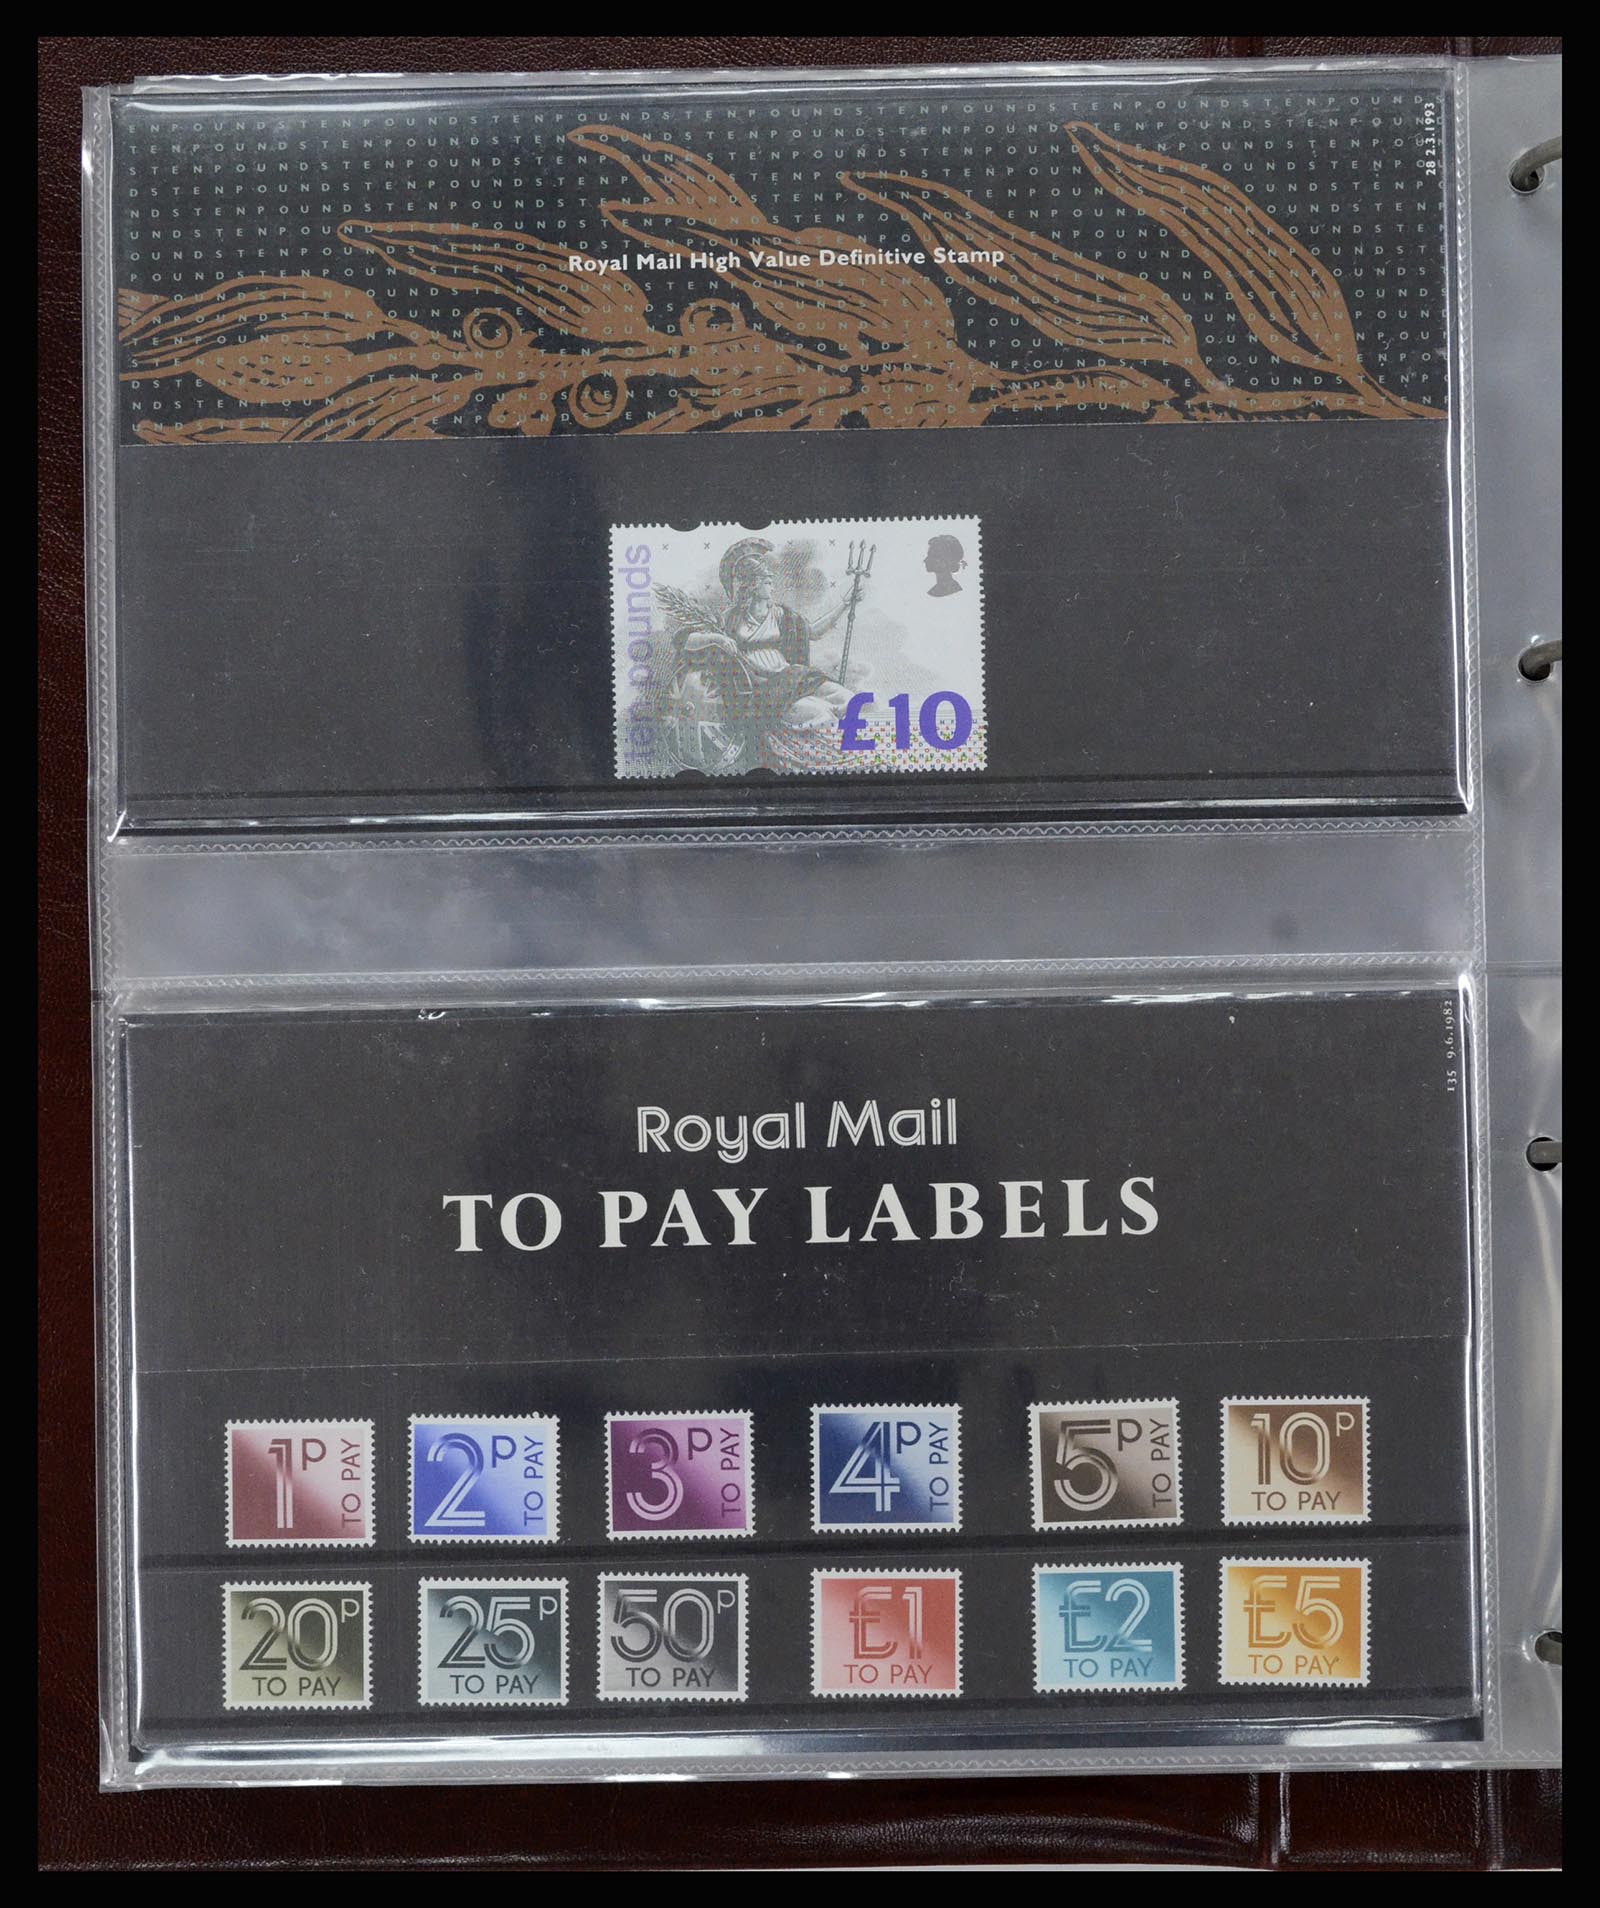 28 2.3.1993
Royal Mail High Value Definitive Stamp
ten pounds
£10
135 9.6.1982
Royal Mail
TO PAY LABELS
1P TO PAY
2P TO PAY
3P TO PAY
4P TO PAY
5P TO PAY
10P TO PAY
20P TO PAY
25P TO PAY
50P TO PAY
£1 TO PAY
£2 TO PAY
£5 TO PAY